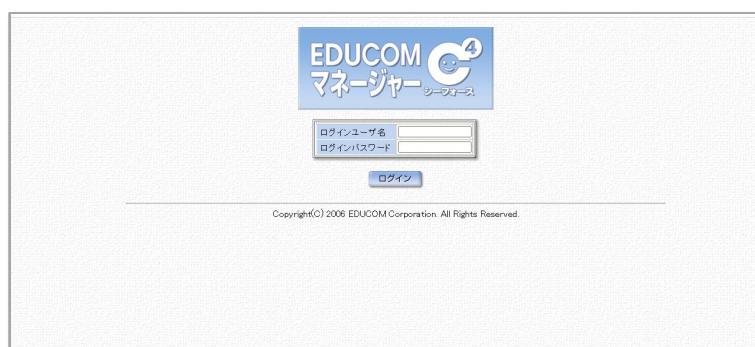 EDUCOM
マネージャー
C4
シーフォース
ログインユーザ名
ログインパスワード
ログイン
Copyright(C) 2006 EDUCOM Corporation. All Rights Reserved.